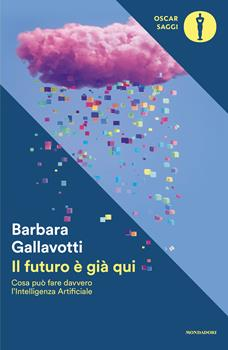 OSCAR
SAGGI
Barbara
Gallavotti
Il futuro è già qui
Cosa può fare davvero
l'Intelligenza Artificiale
MONDADORI